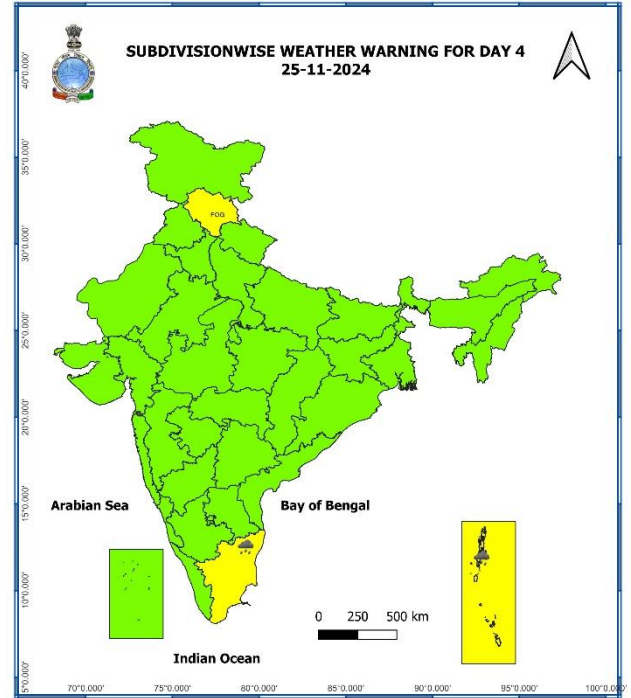 SUBDIVISIONWISE WEATHER WARNING FOR DAY 4
25-11-2024
40°0.000'
35°0.000'
30°0.000'
25°0.000'
20°0.000'
15°0.000'
10°0.000'
5°0.000'
FOG
Arabian Sea
Bay of Bengal
0 250 500 km
Indian Ocean
70°0.000' 75°0.000' 80°0.000' 85°0.000' 90°0.000' 95°0.000' 100°0.000'